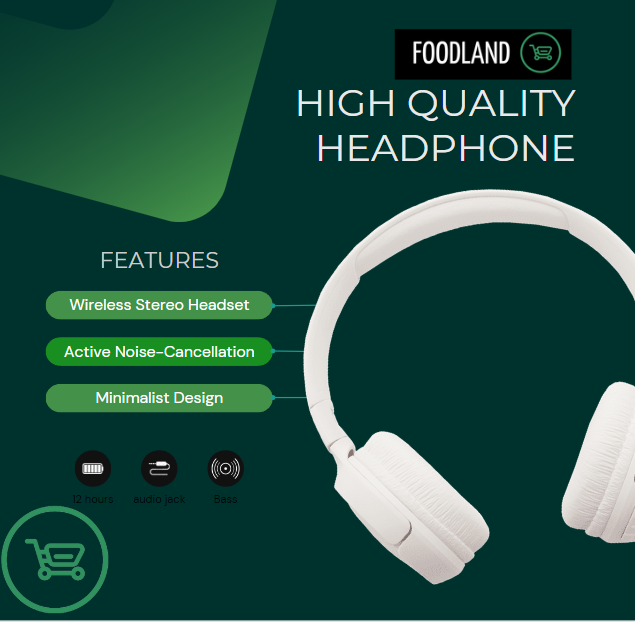 FOODLAND
HIGH QUALITY
HEADPHONE
FEATURES
Wireless Stereo Headset
Active Noise-Cancellation
Minimalist Design
12 hours
audio jack
Bass